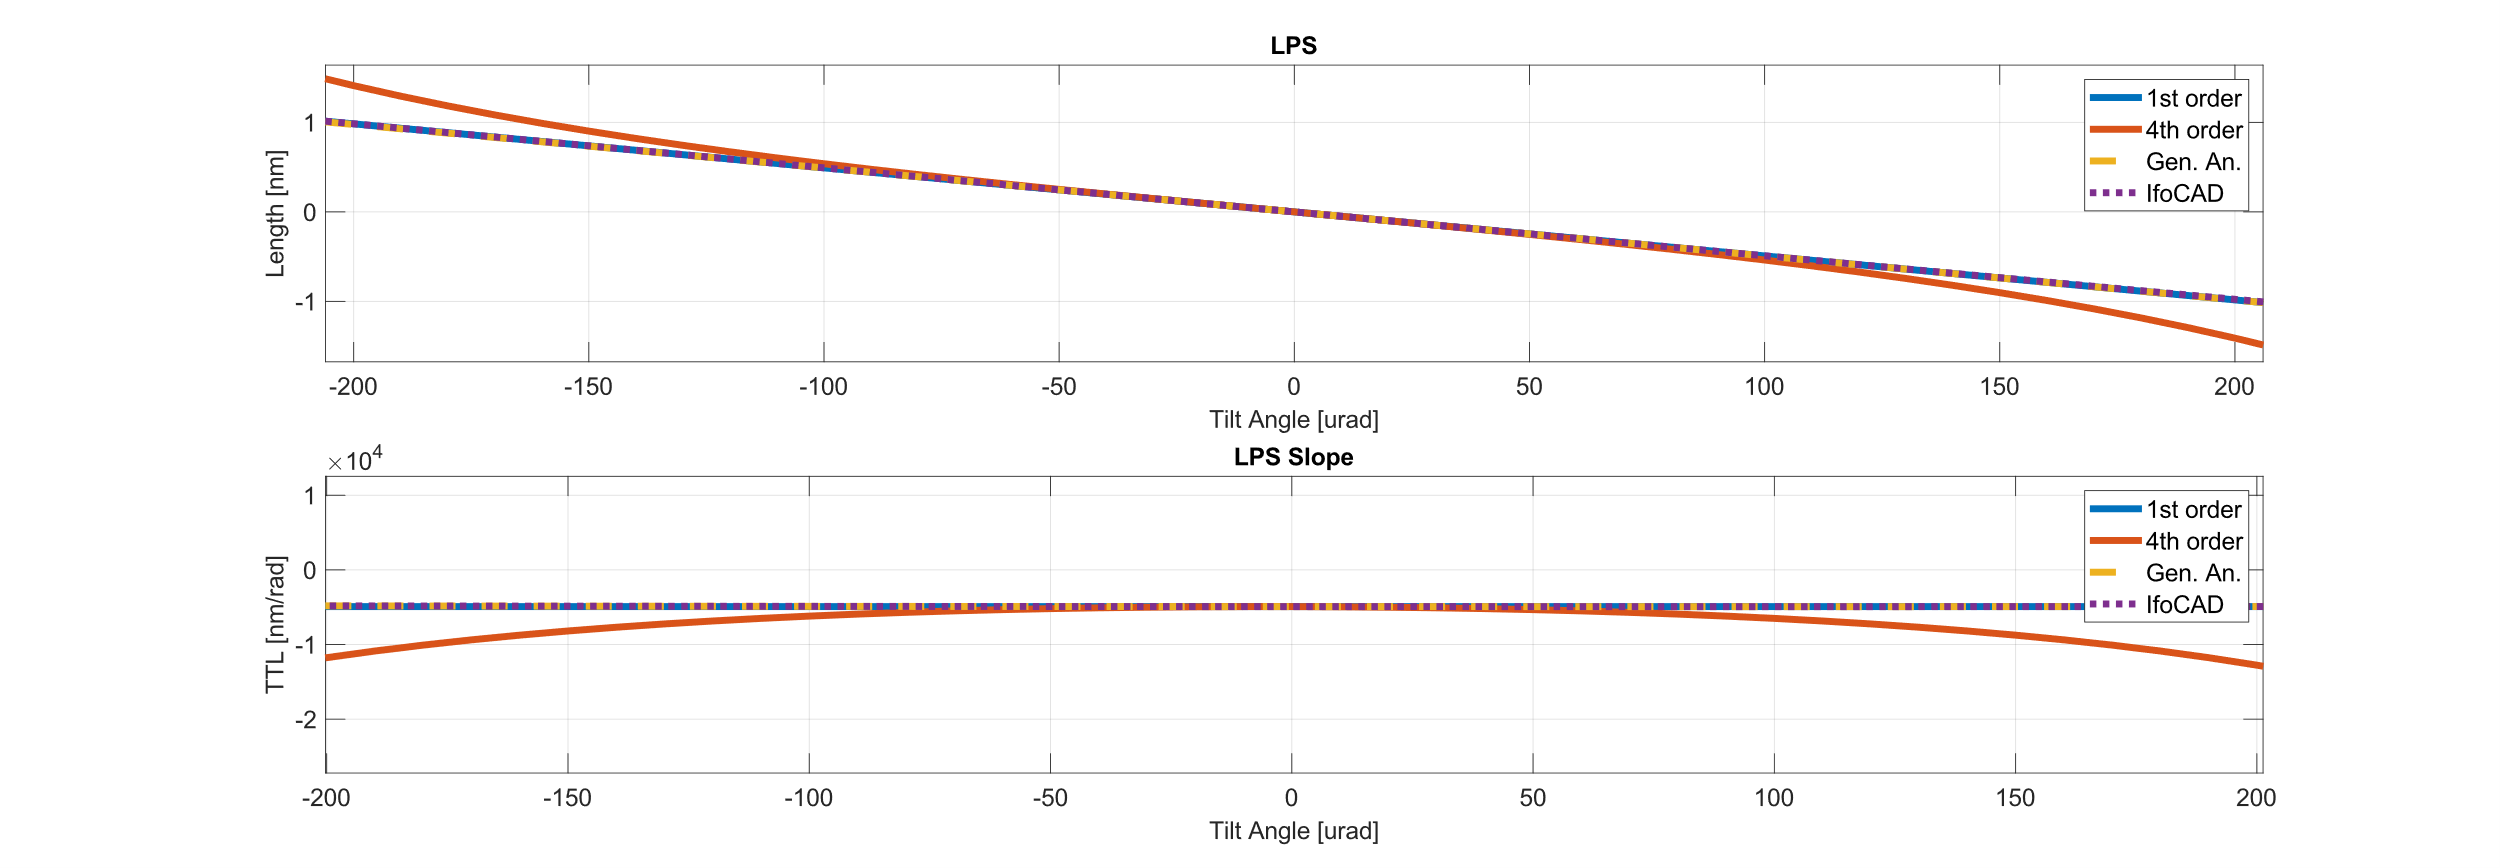 LPS
1
0
-1
Length [nm]
-200 -150 -100 -50 0 50 100 150 200
Tilt Angle [urad]
1st order
4th order
Gen. An.
IfoCAD
LPS Slope
×10⁴
1
0
-1
-2
TTL [nm/rad]
-200 -150 -100 -50 0 50 100 150 200
Tilt Angle [urad]
1st order
4th order
Gen. An.
IfoCAD